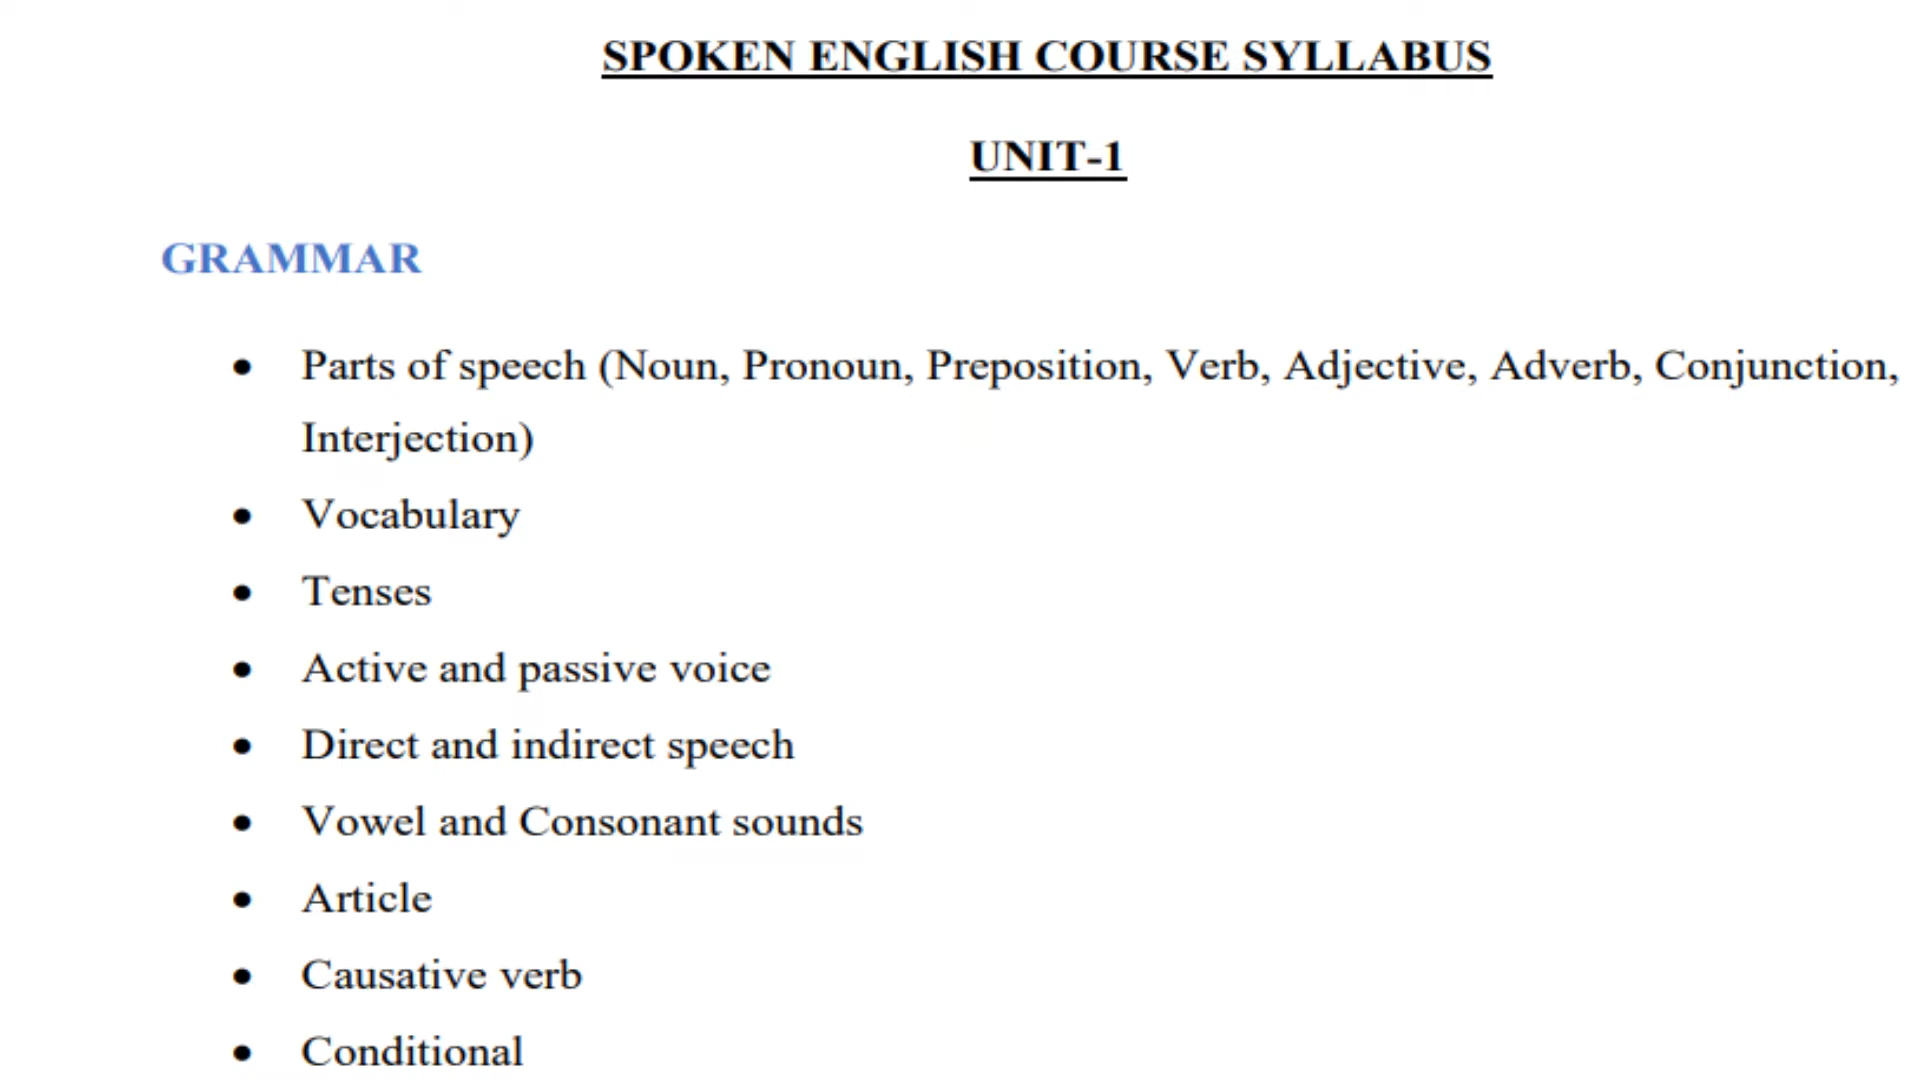 SPOKEN ENGLISH COURSE SYLLABUS
UNIT-1
GRAMMAR
• Parts of speech (Noun, Pronoun, Preposition, Verb, Adjective, Adverb, Conjunction,
Interjection)
• Vocabulary
• Tenses
• Active and passive voice
• Direct and indirect speech
• Vowel and Consonant sounds
• Article
• Causative verb
• Conditional